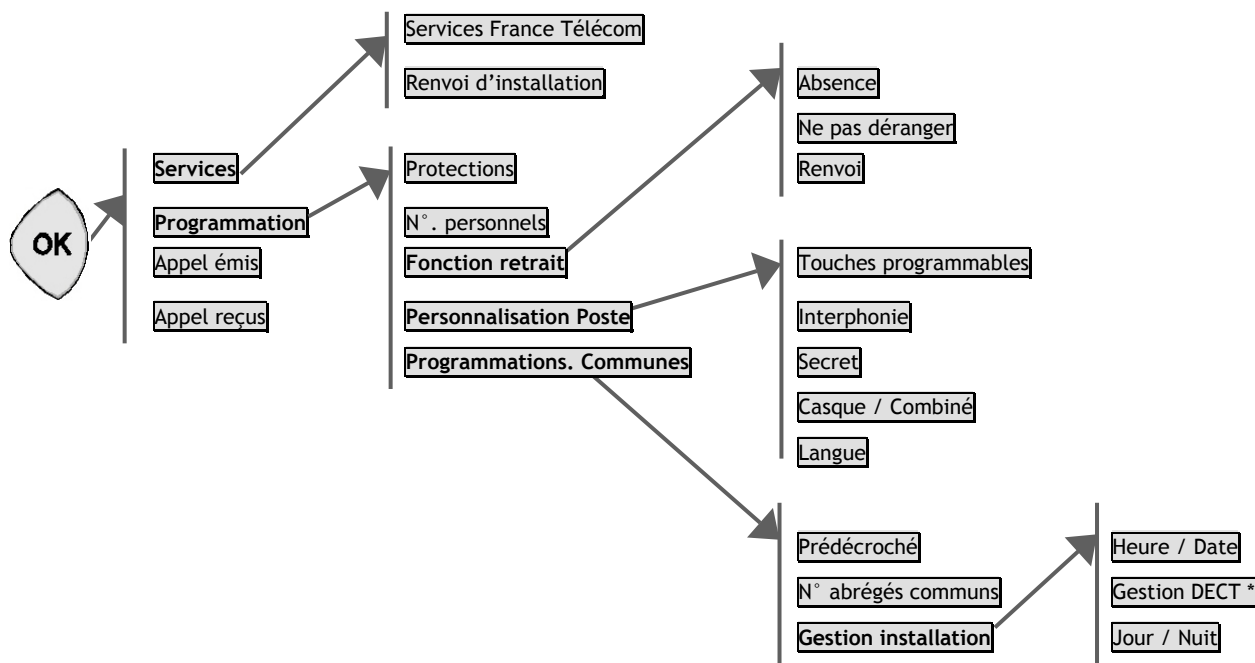 OK
Services
Programmation
Appel émis
Appel reçus
Services France Télécom
Renvoi d’installation
Protections
N°. personnels
Fonction retrait
Personnalisation Poste
Programmations. Communes
Absence
Ne pas déranger
Renvoi
Touches programmables
Interphonie
Secret
Casque / Combiné
Langue
Prédécroché
N° abrégés communs
Gestion installation
Heure / Date
Gestion DECT *
Jour / Nuit